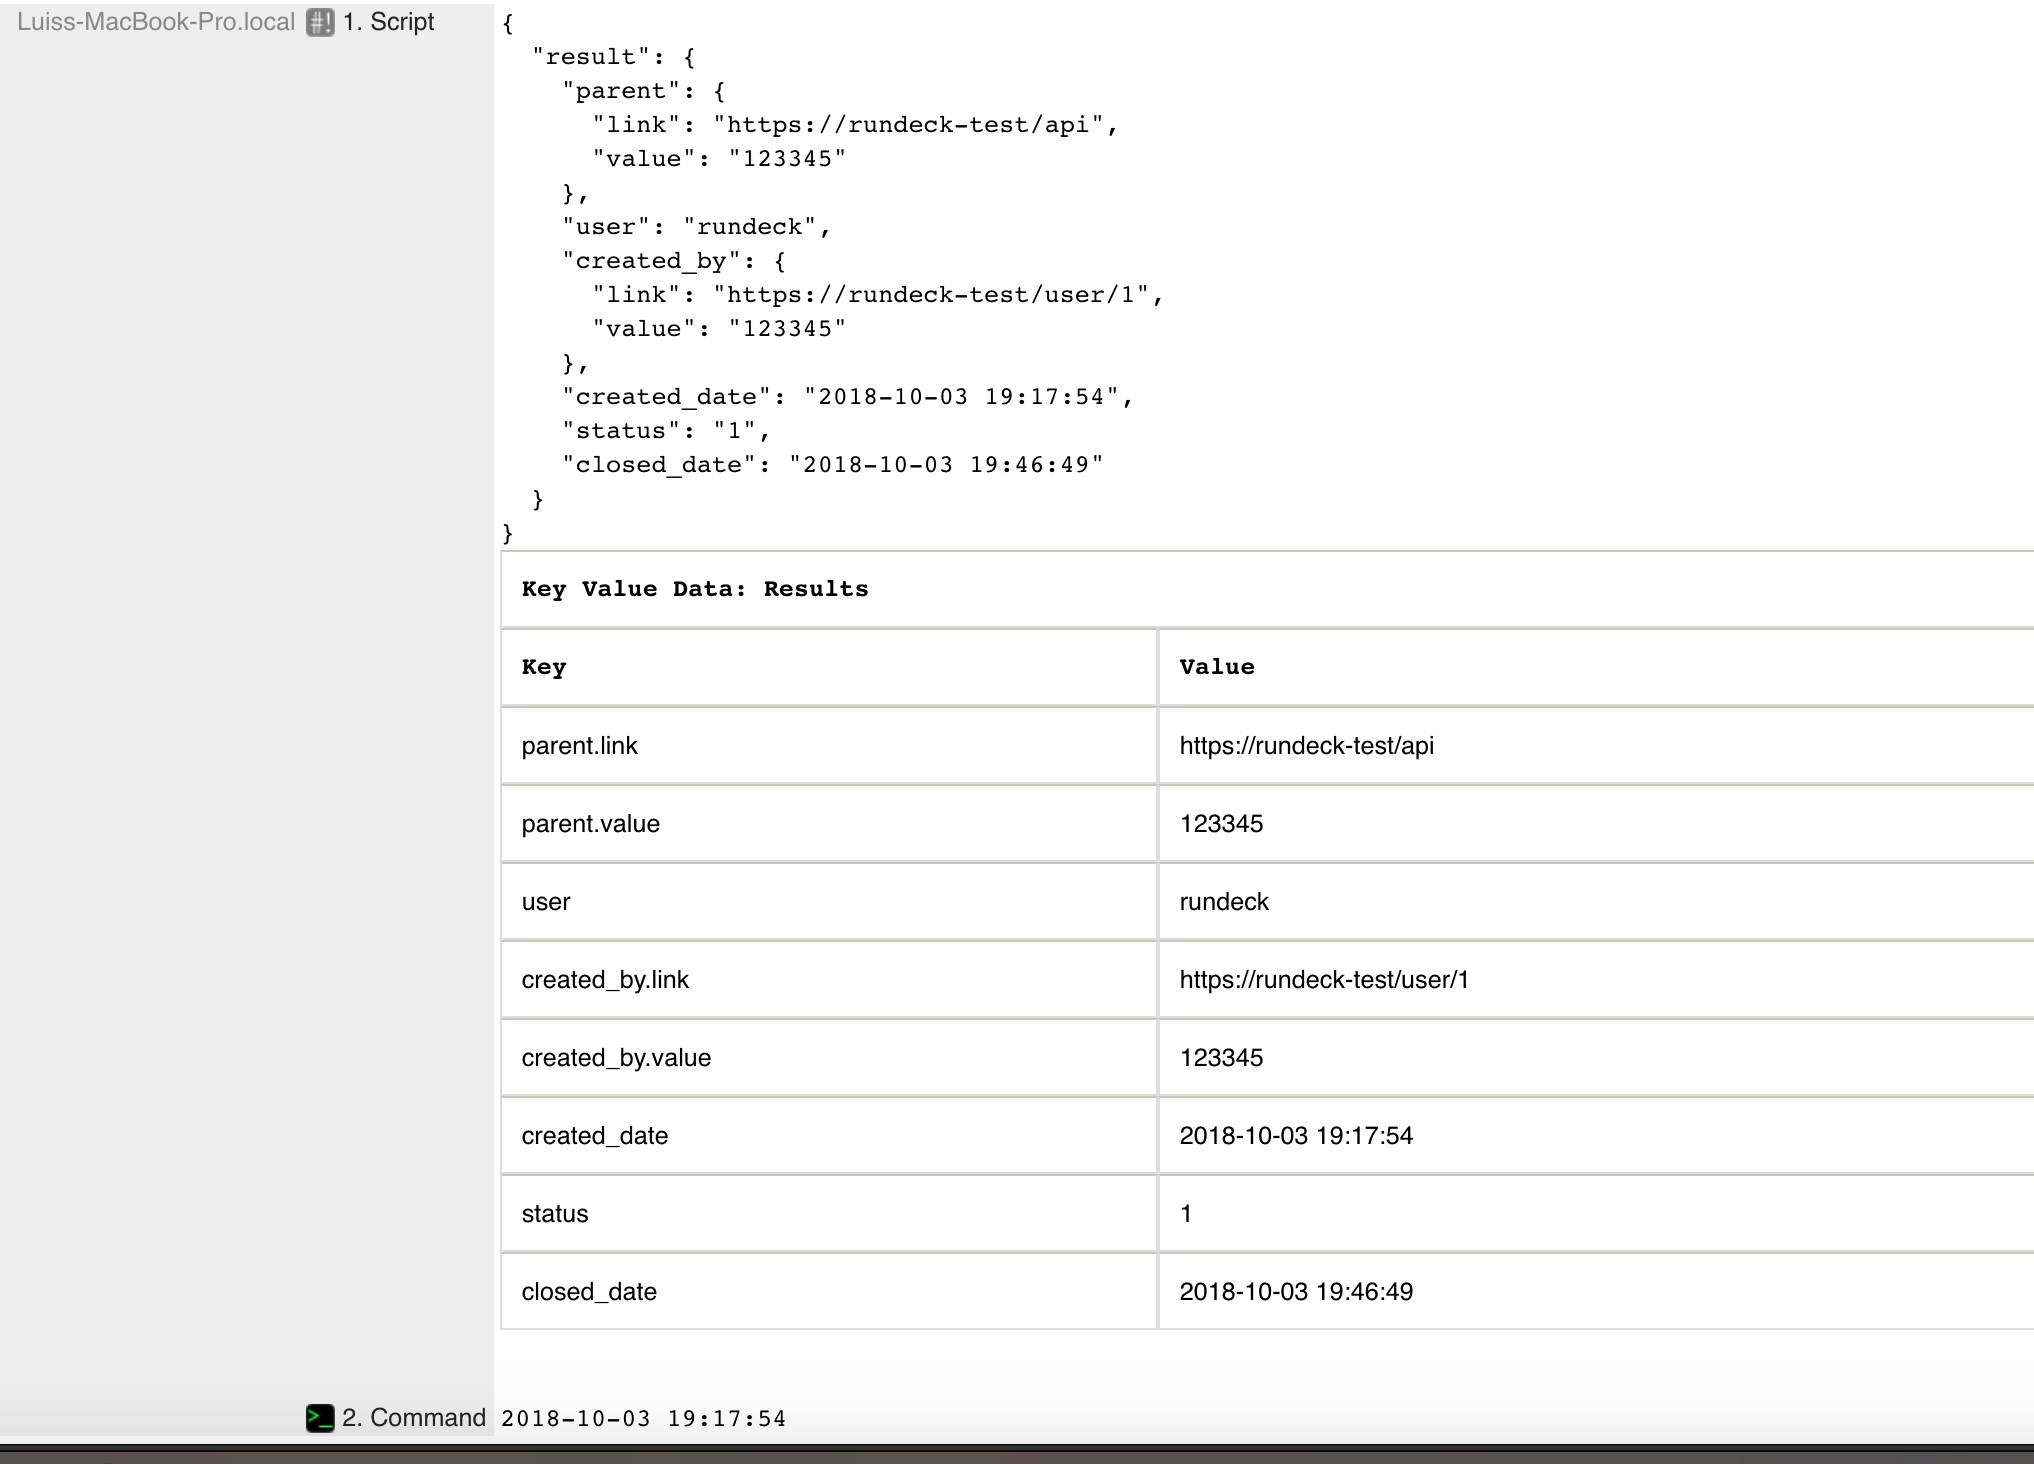 Luiss-MacBook-Pro.local #! 1. Script {
"result": {
"parent": {
"link": "https://rundeck-test/api",
"value": "123345"
},
"user": "rundeck",
"created_by": {
"link": "https://rundeck-test/user/1",
"value": "123345"
},
"created_date": "2018-10-03 19:17:54",
"status": "1",
"closed_date": "2018-10-03 19:46:49"
}
}
Key Value Data: Results
Key Value
parent.link https://rundeck-test/api
parent.value 123345
user rundeck
created_by.link https://rundeck-test/user/1
created_by.value 123345
created_date 2018-10-03 19:17:54
status 1
closed_date 2018-10-03 19:46:49
>_ 2. Command 2018-10-03 19:17:54